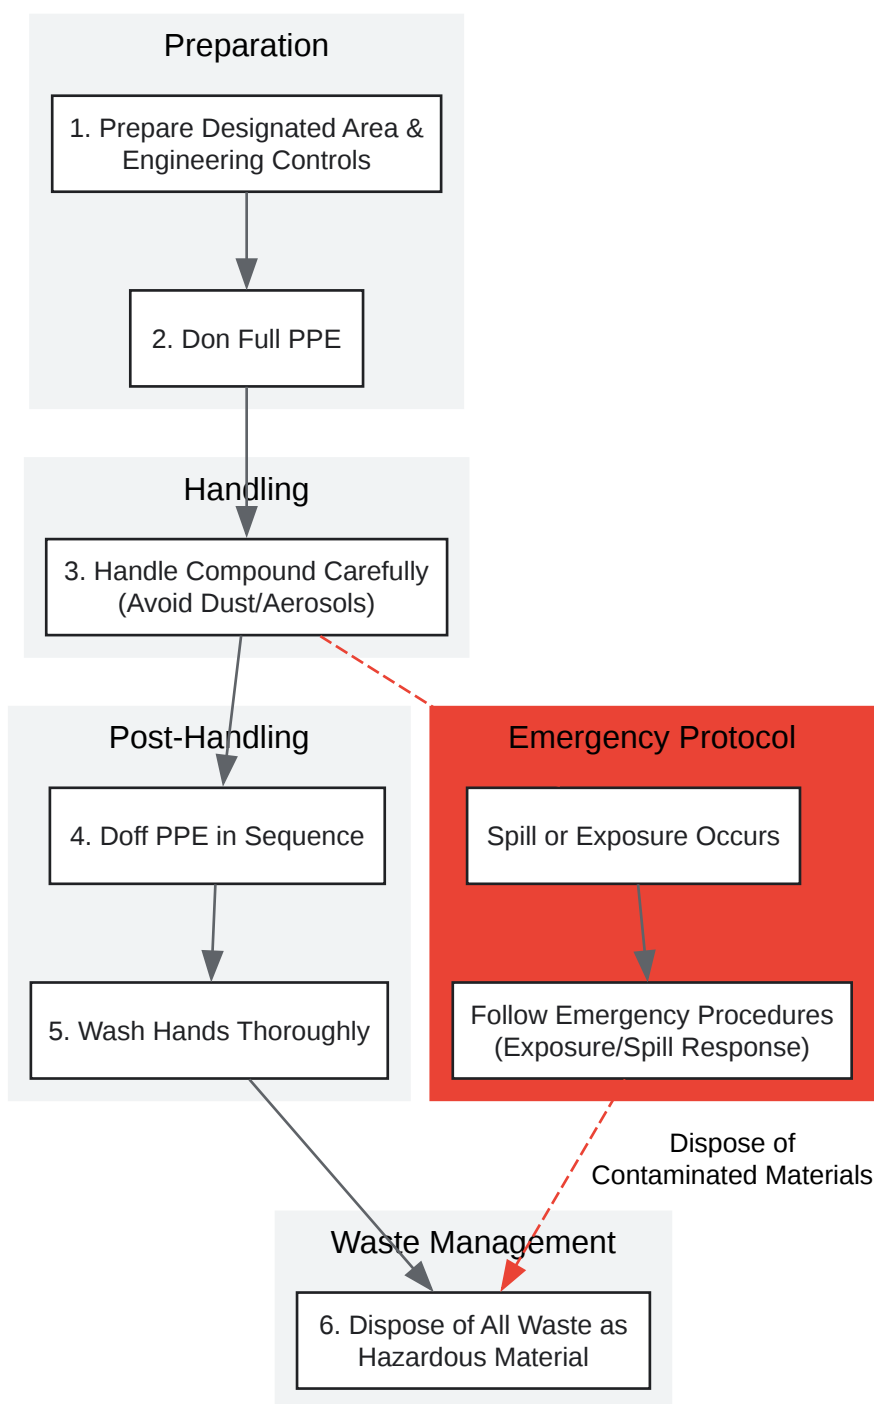 Preparation
1. Prepare Designated Area &
Engineering Controls
2. Don Full PPE
Handling
3. Handle Compound Carefully
(Avoid Dust/Aerosols)
Post-Handling
4. Doff PPE in Sequence
5. Wash Hands Thoroughly
Emergency Protocol
Spill or Exposure Occurs
Follow Emergency Procedures
(Exposure/Spill Response)
Dispose of
Contaminated Materials
Waste Management
6. Dispose of All Waste as
Hazardous Material